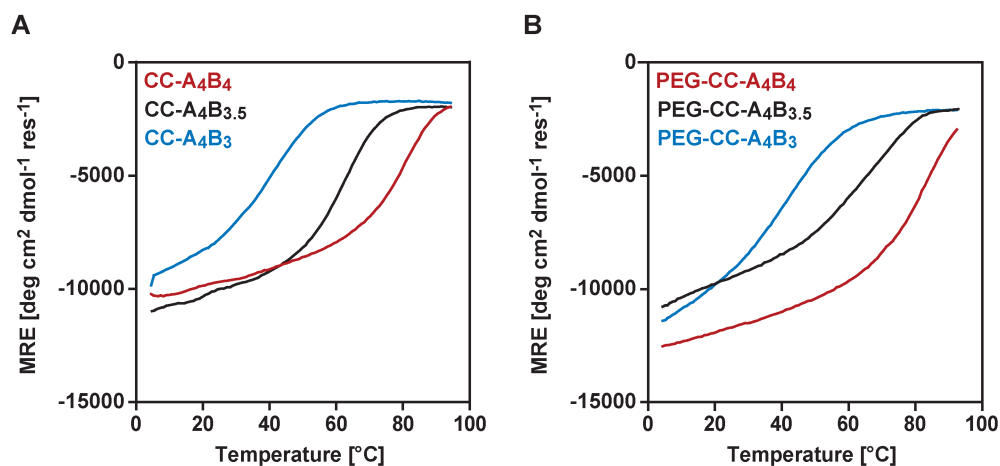 A
MRE [deg cm² dmol⁻¹ res⁻¹]
0
-5000
-10000
-15000
CC-A₄B₄
CC-A₄B₃.₅
CC-A₄B₃
0 20 40 60 80 100
Temperature [°C]
B
MRE [deg cm² dmol⁻¹ res⁻¹]
0
-5000
-10000
-15000
PEG-CC-A₄B₄
PEG-CC-A₄B₃.₅
PEG-CC-A₄B₃
0 20 40 60 80 100
Temperature [°C]